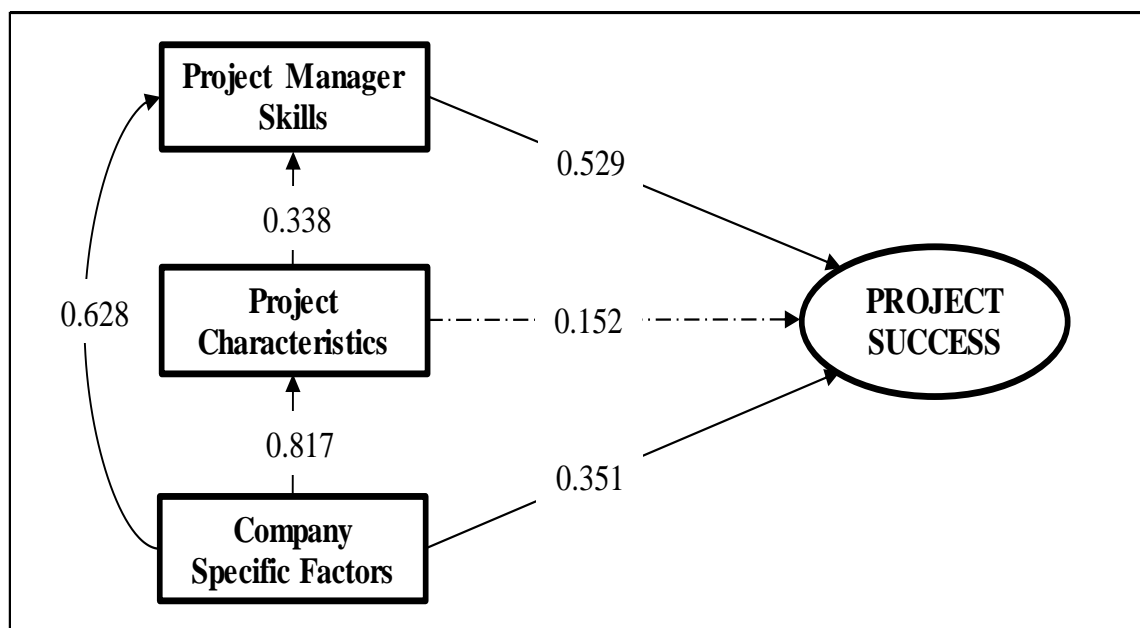 Project Manager
Skills
0.529
0.338
Project
Characteristics
0.628
0.152
PROJECT
SUCCESS
0.817
0.351
Company
Specific Factors